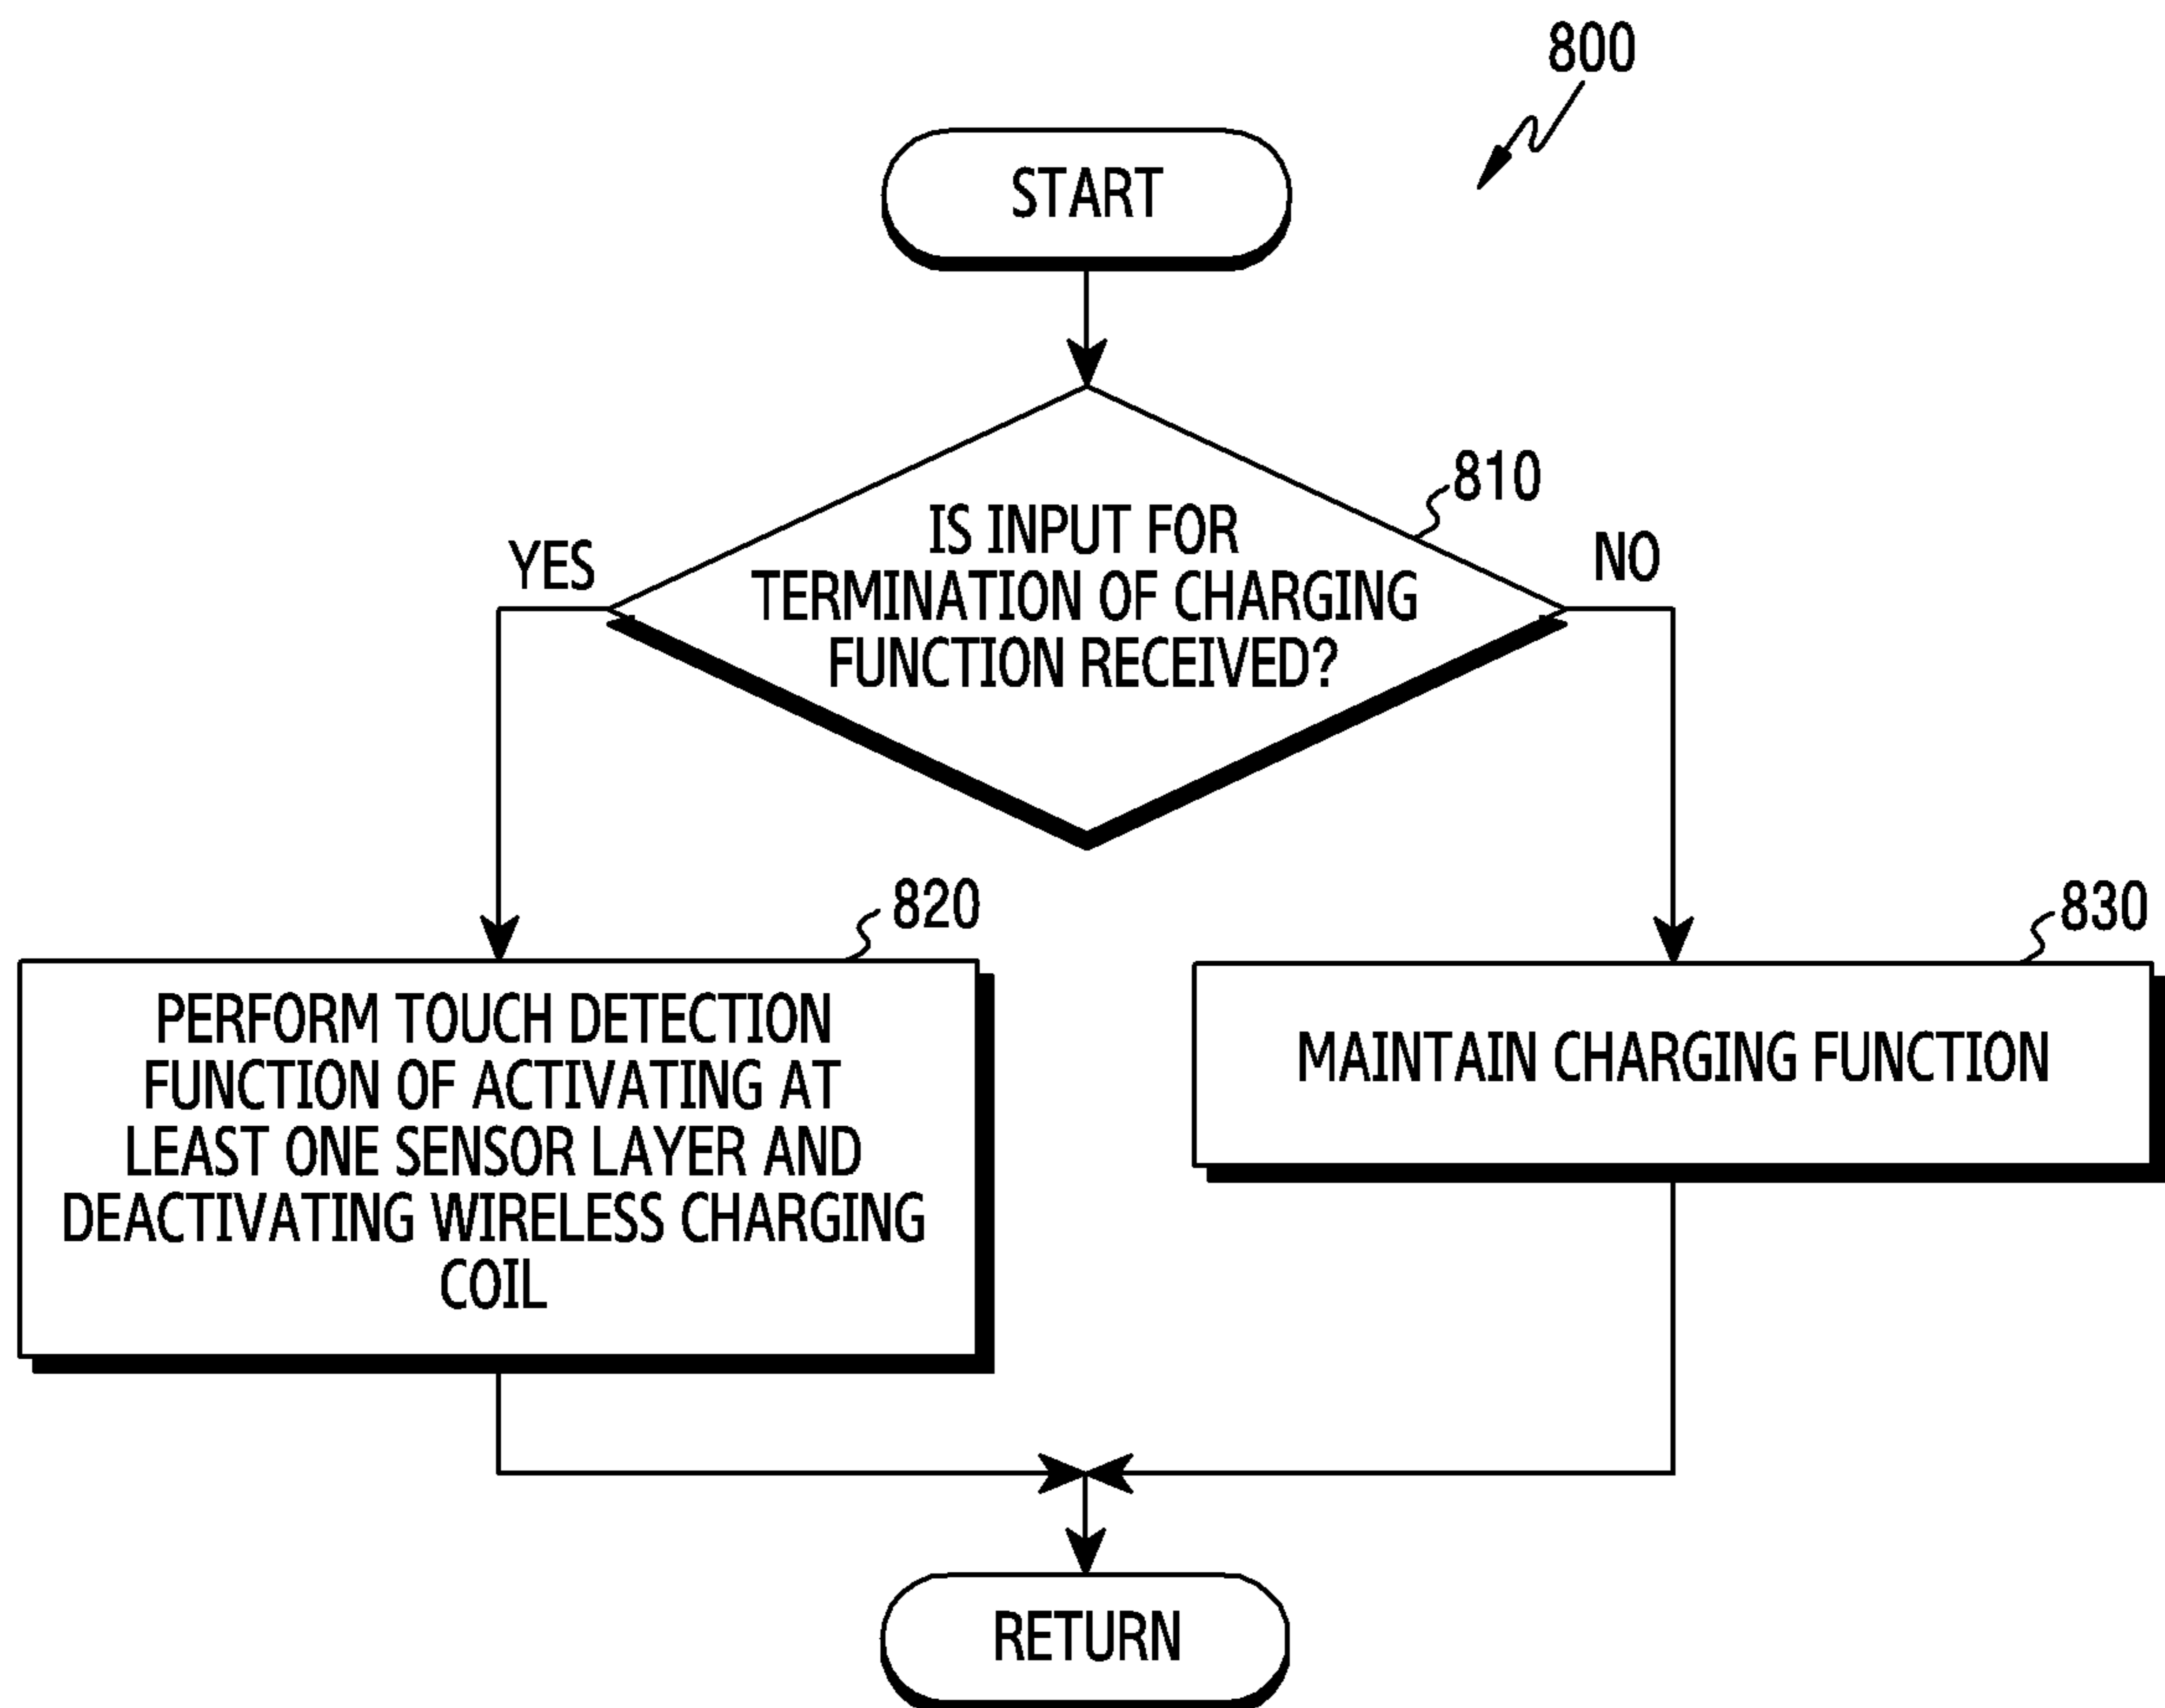 800
START
810
IS INPUT FOR
TERMINATION OF CHARGING
FUNCTION RECEIVED?
YES
NO
820
PERFORM TOUCH DETECTION
FUNCTION OF ACTIVATING AT
LEAST ONE SENSOR LAYER AND
DEACTIVATING WIRELESS CHARGING
COIL
830
MAINTAIN CHARGING FUNCTION
RETURN